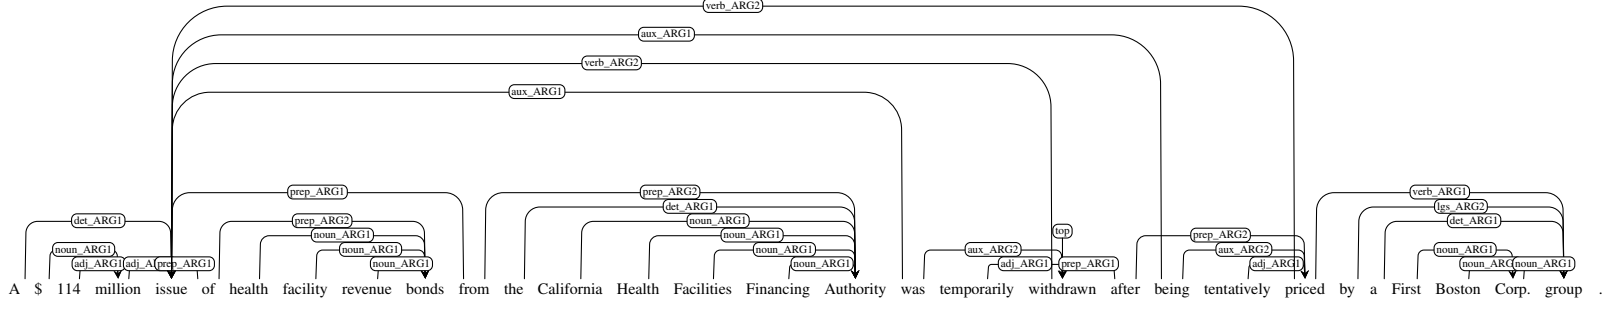 verb_ARG2
aux_ARG1
verb_ARG2
aux_ARG1
prep_ARG1 prep_ARG2 verb_ARG1
det_ARG1 lgs_ARG2
det_ARG1 prep_ARG2 noun_ARG1 det_ARG1
noun_ARG1 noun_ARG1 top prep_ARG2
noun_ARG1 noun_ARG1 noun_ARG1 aux_ARG2 aux_ARG2 noun_ARG1
adj_ARG1 prep_ARG1 noun_ARG1 noun_ARG1 adj_ARG1 prep_ARG1 adj_ARG1 noun_ARG1
A $ 114 million issue of health facility revenue bonds from the California Health Facilities Financing Authority was temporarily withdrawn after being tentatively priced by a First Boston Corp. group .